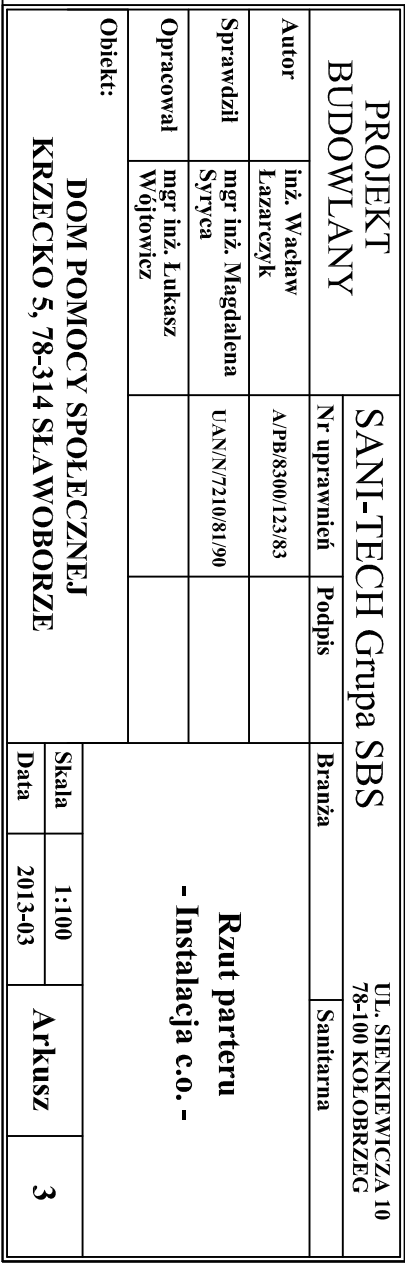 PROJEKT
BUDOWLANY
SANI-TECH Grupa SBS
UL. SIENKIEWICZA 10
78-100 KOŁOBRZEG
Nr uprawnień
Podpis
Branża
Sanitarna
Autor
inż. Wacław
Łazarczyk
A/PB/8300/123/83
Sprawdził
mgr inż. Magdalena
Syryca
UAN/N/7210/81/90
Opracował
mgr inż. Łukasz
Wójtowicz
Rzut parteru
- Instalacja c.o. -
Obiekt:
DOM POMOCY SPOŁECZNEJ
KRZECKO 5, 78-314 SŁAWOBORZE
Skala
1:100
Data
2013-03
Arkusz
3